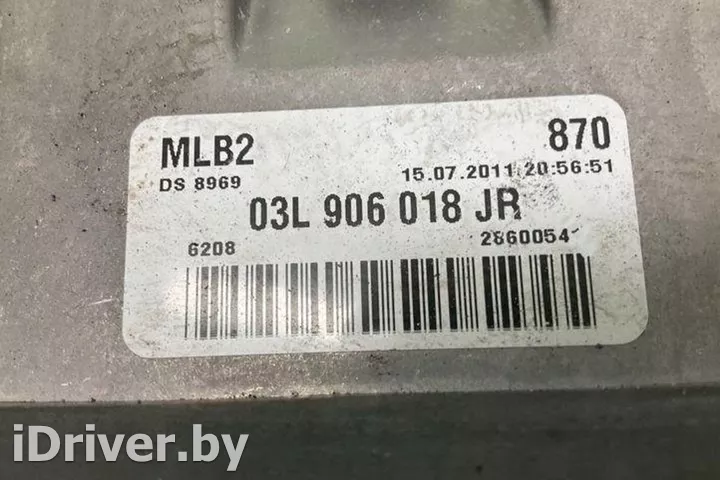 MLB2 870
DS 8969 15.07.2011 20:56:51
03L 906 018 JR
6208 2860054
iDriver.by